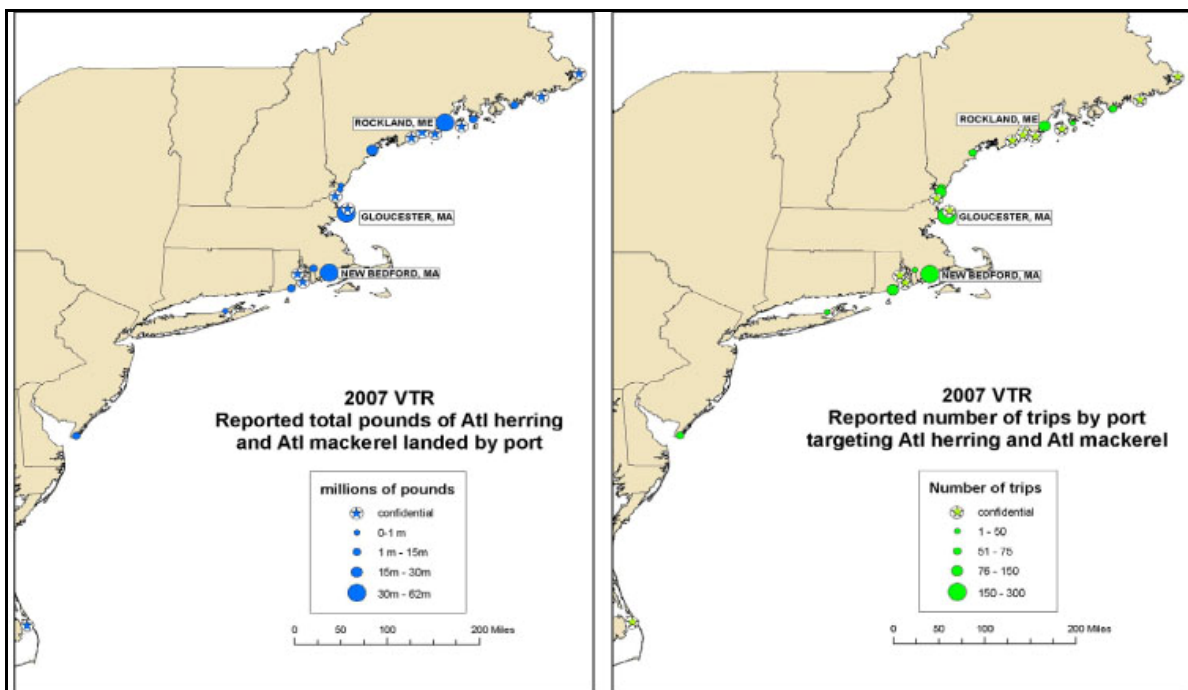 ROCKLAND, ME
GLOUCESTER, MA
NEW BEDFORD, MA
2007 VTR
Reported total pounds of Atl herring
and Atl mackerel landed by port
millions of pounds
confidential
0-1 m
1 m - 15m
15m - 30m
30m - 62m
0 50 100 200 Miles
ROCKLAND, ME
GLOUCESTER, MA
NEW BEDFORD, MA
2007 VTR
Reported number of trips by port
targeting Atl herring and Atl mackerel
Number of trips
confidential
1 - 50
51 - 75
76 - 150
150 - 300
0 50 100 200 Miles